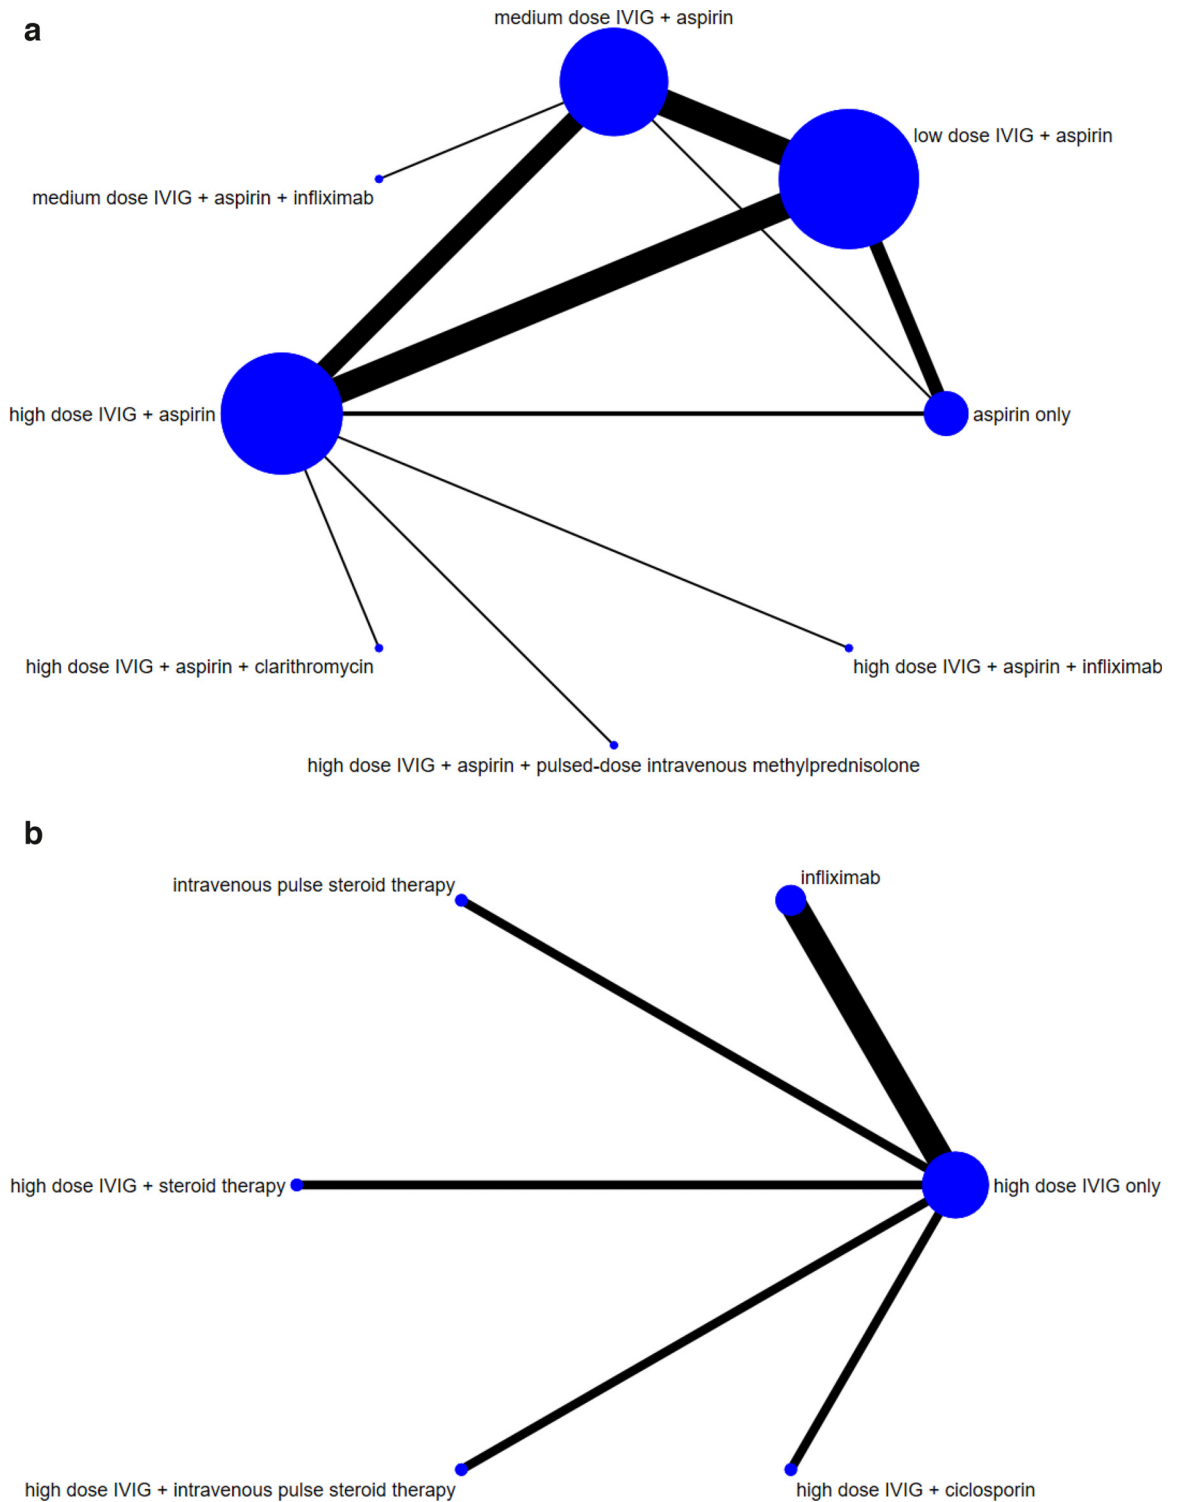 a
medium dose IVIG + aspirin
low dose IVIG + aspirin
medium dose IVIG + aspirin + infliximab
high dose IVIG + aspirin
aspirin only
high dose IVIG + aspirin + clarithromycin
high dose IVIG + aspirin + infliximab
high dose IVIG + aspirin + pulsed-dose intravenous methylprednisolone
b
infliximab
intravenous pulse steroid therapy
high dose IVIG + steroid therapy
high dose IVIG only
high dose IVIG + intravenous pulse steroid therapy
high dose IVIG + ciclosporin